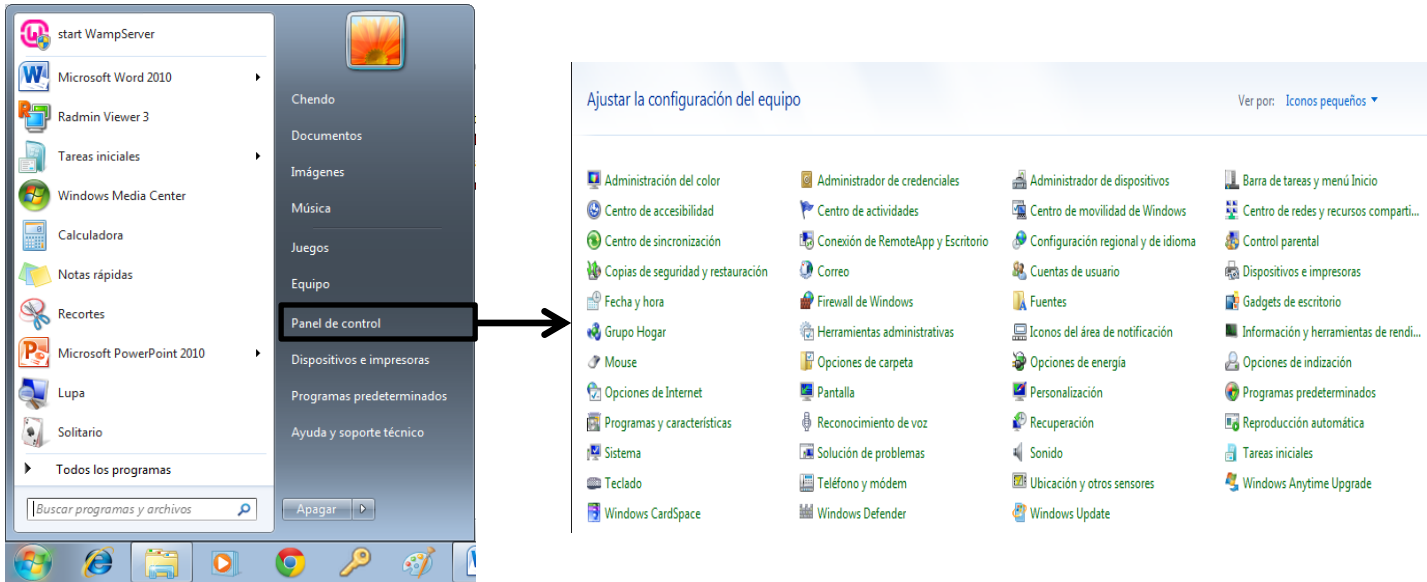 start WampServer
Microsoft Word 2010
Radmin Viewer 3
Tareas iniciales
Windows Media Center
Calculadora
Notas rápidas
Recortes
Microsoft PowerPoint 2010
Lupa
Solitario
Todos los programas
Buscar programas y archivos
Chendo
Documentos
Imágenes
Música
Juegos
Equipo
Panel de control
Dispositivos e impresoras
Programas predeterminados
Ayuda y soporte técnico
Apagar
Ajustar la configuración del equipo
Ver por: Iconos pequeños
Administración del color Administrador de credenciales Administrador de dispositivos Barra de tareas y menú Inicio
Centro de accesibilidad Centro de actividades Centro de movilidad de Windows Centro de redes y recursos comparti...
Centro de sincronización Conexión de RemoteApp y Escritorio Configuración regional y de idioma Control parental
Copias de seguridad y restauración Correo Cuentas de usuario Dispositivos e impresoras
Fecha y hora Firewall de Windows Fuentes Gadgets de escritorio
Grupo Hogar Herramientas administrativas Iconos del área de notificación Información y herramientas de rendi...
Mouse Opciones de carpeta Opciones de energía Opciones de indización
Opciones de Internet Pantalla Personalización Programas predeterminados
Programas y características Reconocimiento de voz Recuperación Reproducción automática
Sistema Solución de problemas Sonido Tareas iniciales
Teclado Teléfono y módem Ubicación y otros sensores Windows Anytime Upgrade
Windows CardSpace Windows Defender Windows Update